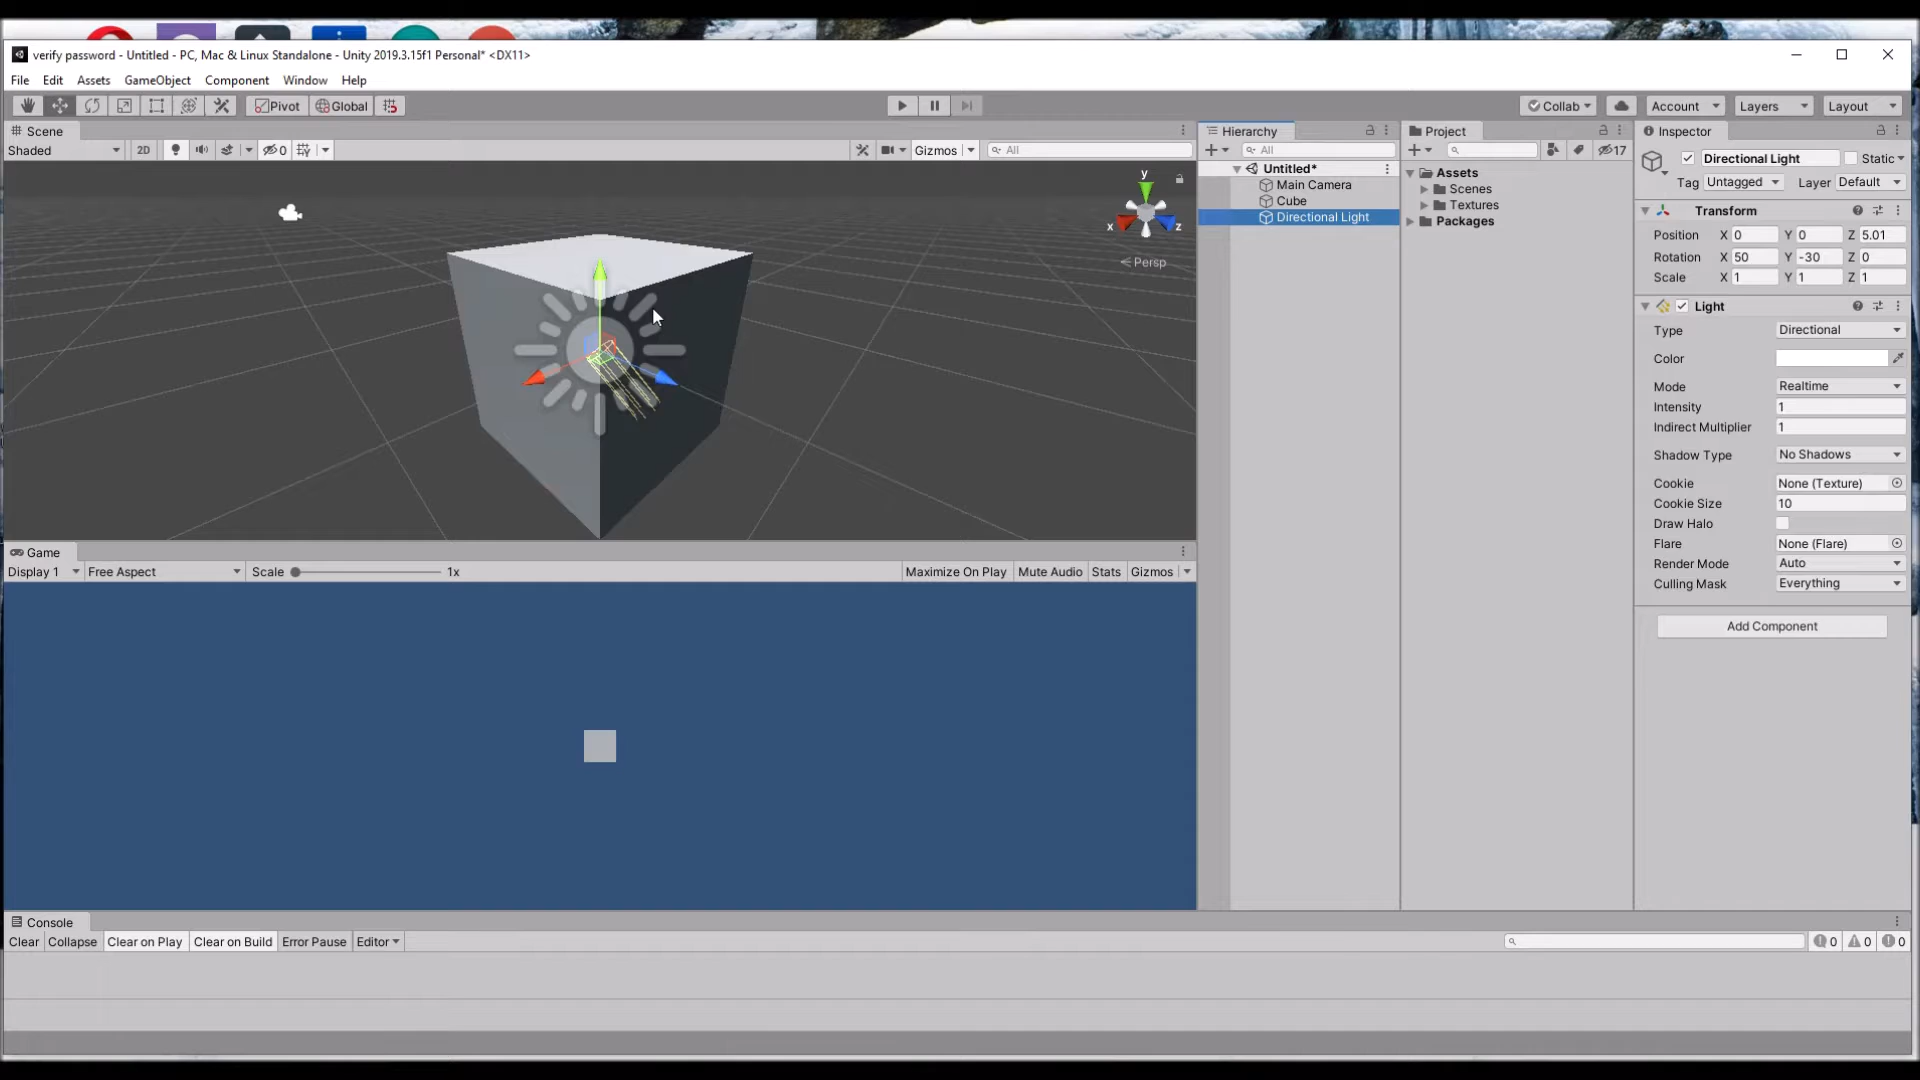 verify password - Untitled - PC, Mac & Linux Standalone - Unity 2019.3.15f1 Personal* <DX11>
File Edit Assets GameObject Component Window Help
Pivot Global Collab Account Layers Layout
Scene
Shaded 2D 0 Gizmos All
y
x z
Persp
Game
Display 1 Free Aspect Scale 1x Maximize On Play Mute Audio Stats Gizmos
Hierarchy
All
Untitled*
Main Camera
Cube
Directional Light
Project
17
Assets
Scenes
Textures
Packages
Inspector
Directional Light Static
Tag Untagged Layer Default
Transform
Position X 0 Y 0 Z 5.01
Rotation X 50 Y -30 Z 0
Scale X 1 Y 1 Z 1
Light
Type Directional
Color
Mode Realtime
Intensity 1
Indirect Multiplier 1
Shadow Type No Shadows
Cookie None (Texture)
Cookie Size 10
Draw Halo
Flare None (Flare)
Render Mode Auto
Culling Mask Everything
Add Component
Console
Clear Collapse Clear on Play Clear on Build Error Pause Editor 0 0 0